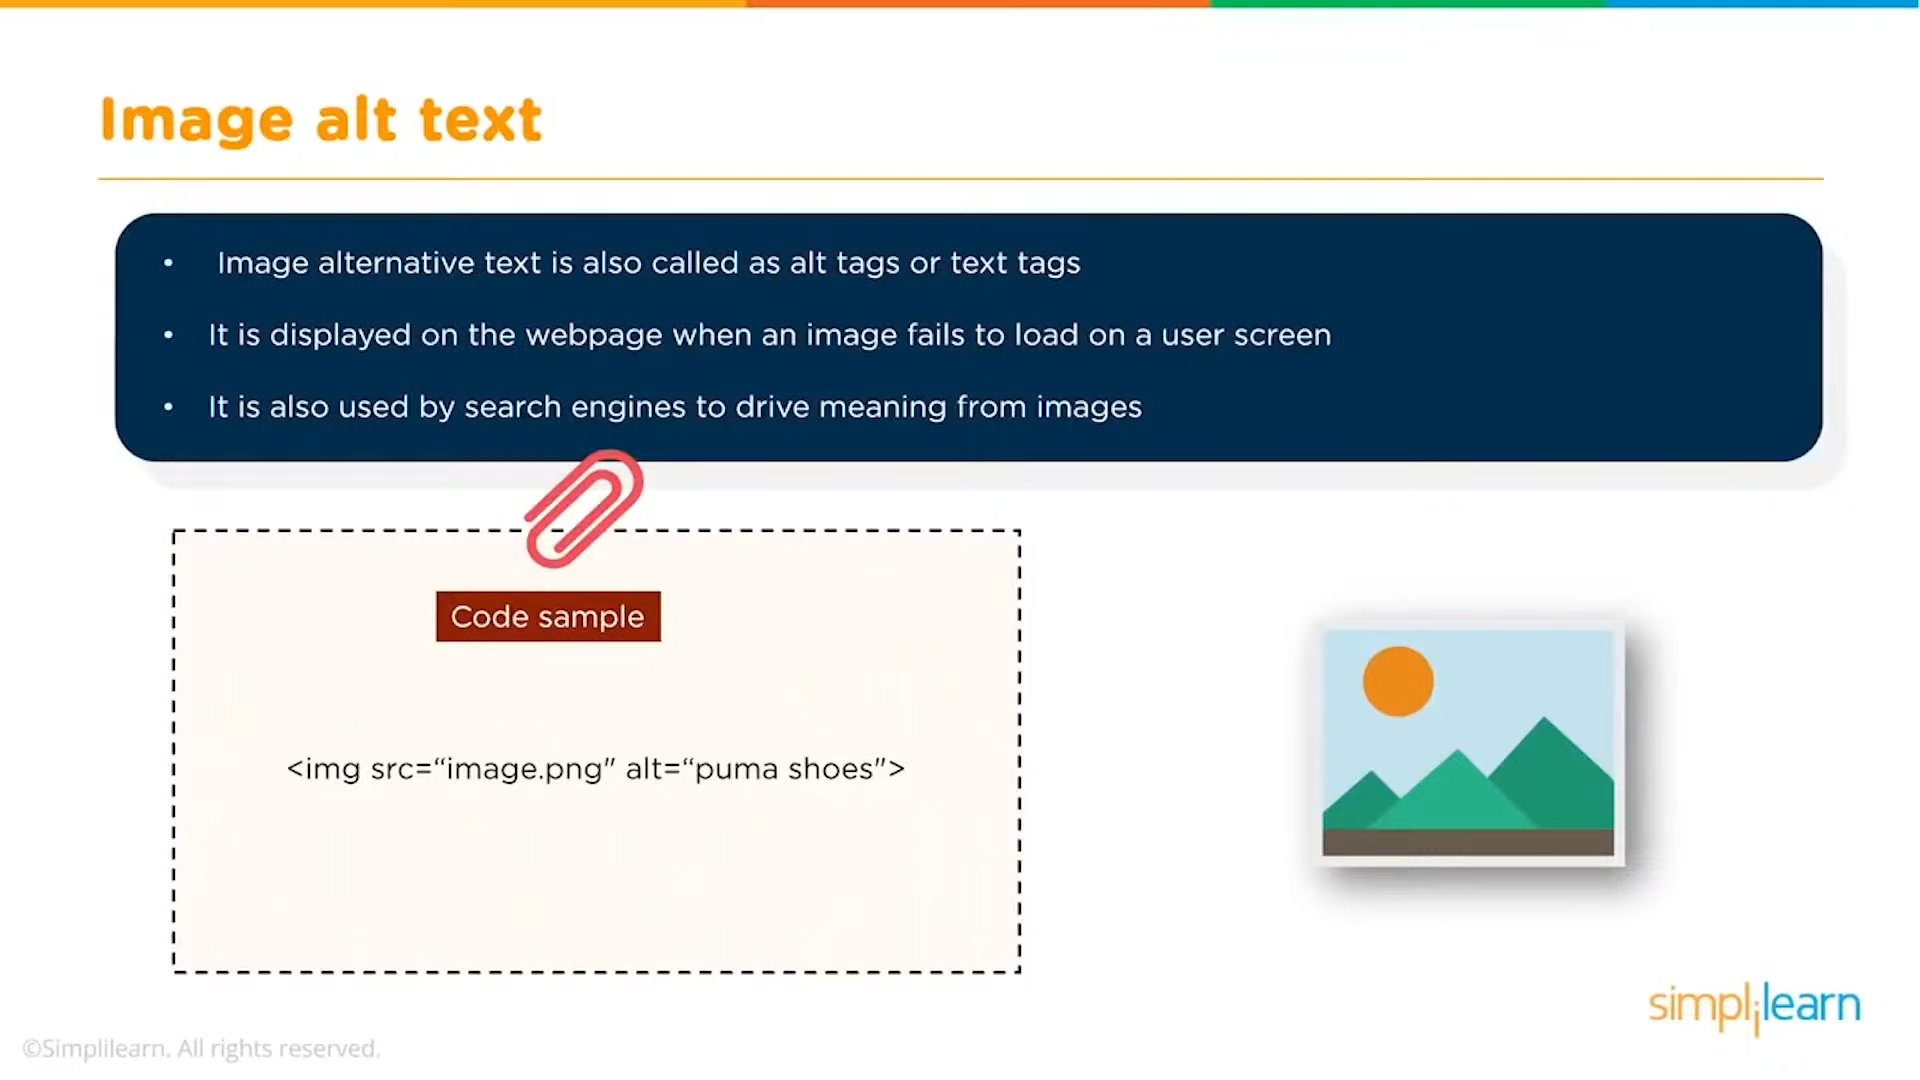 Image alt text
• Image alternative text is also called as alt tags or text tags
• It is displayed on the webpage when an image fails to load on a user screen
• It is also used by search engines to drive meaning from images
Code sample
<img src=“image.png" alt=“puma shoes">
simplilearn
©Simplilearn. All rights reserved.